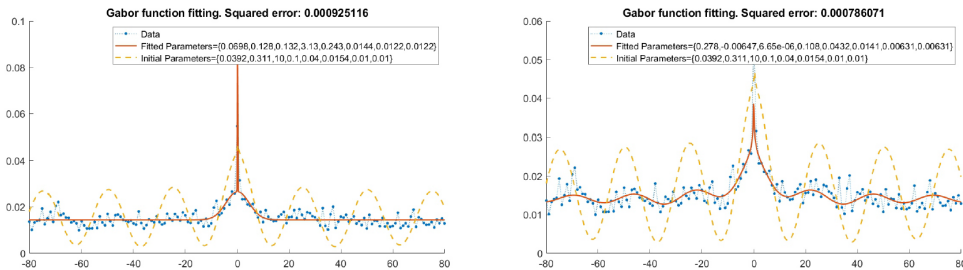 Gabor function fitting. Squared error: 0.000925116
0.1
0.08
0.06
0.04
0.02
0
-80 -60 -40 -20 0 20 40 60 80
Data
Fitted Parameters={0.0698,0.128,0.132,3.13,0.243,0.0144,0.0122,0.0122}
Initial Parameters={0.0392,0.311,10,0.1,0.04,0.0154,0.01,0.01}
Gabor function fitting. Squared error: 0.000786071
0.06
0.05
0.04
0.03
0.02
0.01
0
-80 -60 -40 -20 0 20 40 60 80
Data
Fitted Parameters={0.278,-0.00647,6.65e-06,0.108,0.0432,0.0141,0.00631,0.00631}
Initial Parameters={0.0392,0.311,10,0.1,0.04,0.0154,0.01,0.01}